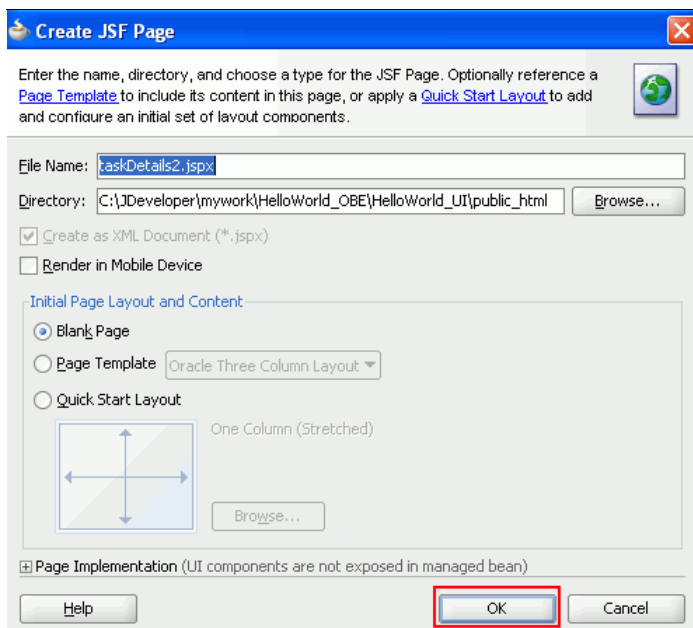 Create JSF Page
Enter the name, directory, and choose a type for the JSF Page. Optionally reference a
Page Template to include its content in this page, or apply a Quick Start Layout to add
and configure an initial set of layout components.
File Name: taskDetails2.jspx
Directory: C:\JDeveloper\mywork\HelloWorld_OBE\HelloWorld_UI\public_html Browse...
Create as XML Document (*.jspx)
Render in Mobile Device
Initial Page Layout and Content
Blank Page
Page Template Oracle Three Column Layout
Quick Start Layout
One Column (Stretched)
Browse...
Page Implementation (UI components are not exposed in managed bean)
Help OK Cancel